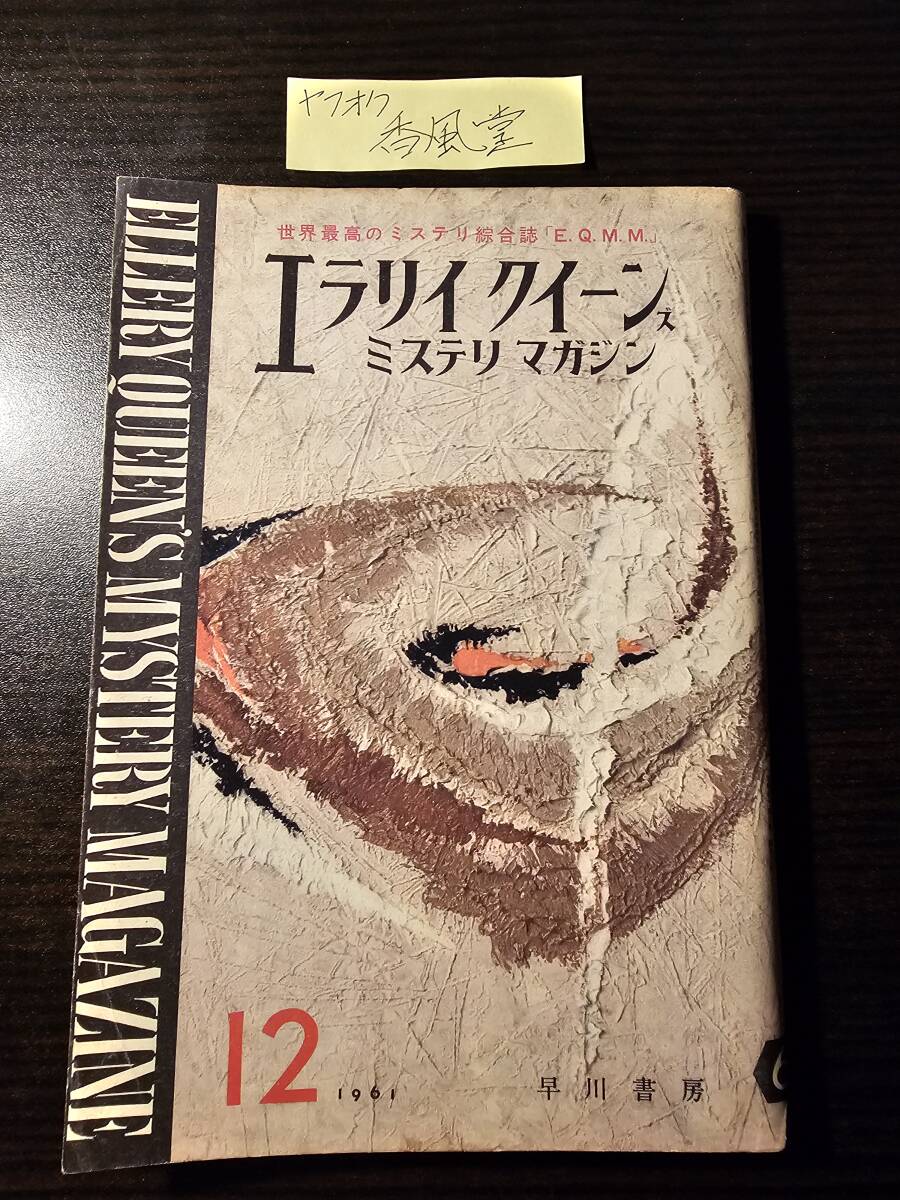 ヤフオク
香風堂
ELLERY QUEEN'S MYSTERY MAGAZINE
世界最高のミステリ綜合誌「E.Q.M.M.」
エラリイ クイーンズ
ミステリ マガジン
12
1961
早川書房